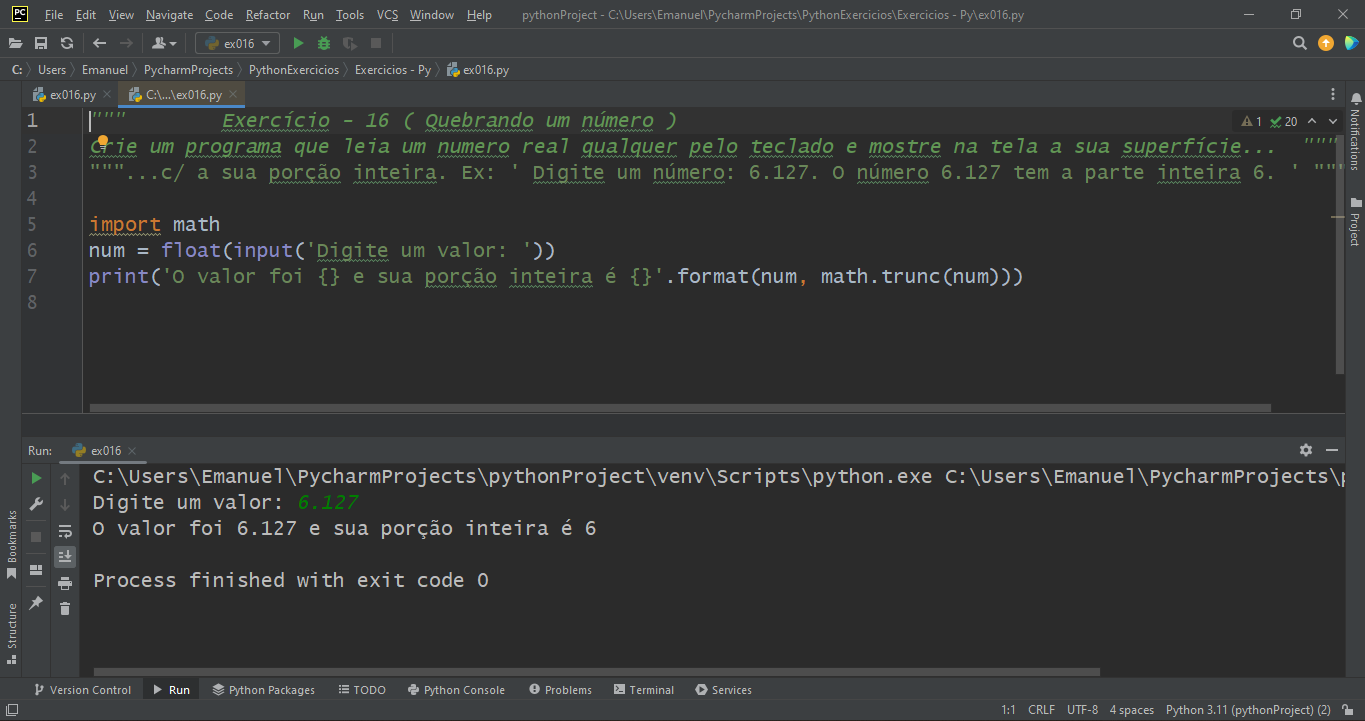 PC File Edit View Navigate Code Refactor Run Tools VCS Window Help pythonProject - C:\Users\Emanuel\PycharmProjects\PythonExercicios\Exercicios - Py\ex016.py
ex016
C: Users Emanuel PycharmProjects PythonExercicios Exercicios - Py ex016.py
ex016.py C:\...\ex016.py
1 """ Exercício - 16 ( Quebrando um número ) 1 20
2 Crie um programa que leia um numero real qualquer pelo teclado e mostre na tela a sua superfície... """
3 """...c/ a sua porção inteira. Ex: ' Digite um número: 6.127. O número 6.127 tem a parte inteira 6. ' """
4
5 import math
6 num = float(input('Digite um valor: '))
7 print('O valor foi {} e sua porção inteira é {}'.format(num, math.trunc(num)))
8
Notifications
Project
Run: ex016
C:\Users\Emanuel\PycharmProjects\pythonProject\venv\Scripts\python.exe C:\Users\Emanuel\PycharmProjects\p
Digite um valor: 6.127
O valor foi 6.127 e sua porção inteira é 6
Process finished with exit code 0
Bookmarks
Structure
Version Control Run Python Packages TODO Python Console Problems Terminal Services
1:1 CRLF UTF-8 4 spaces Python 3.11 (pythonProject) (2)